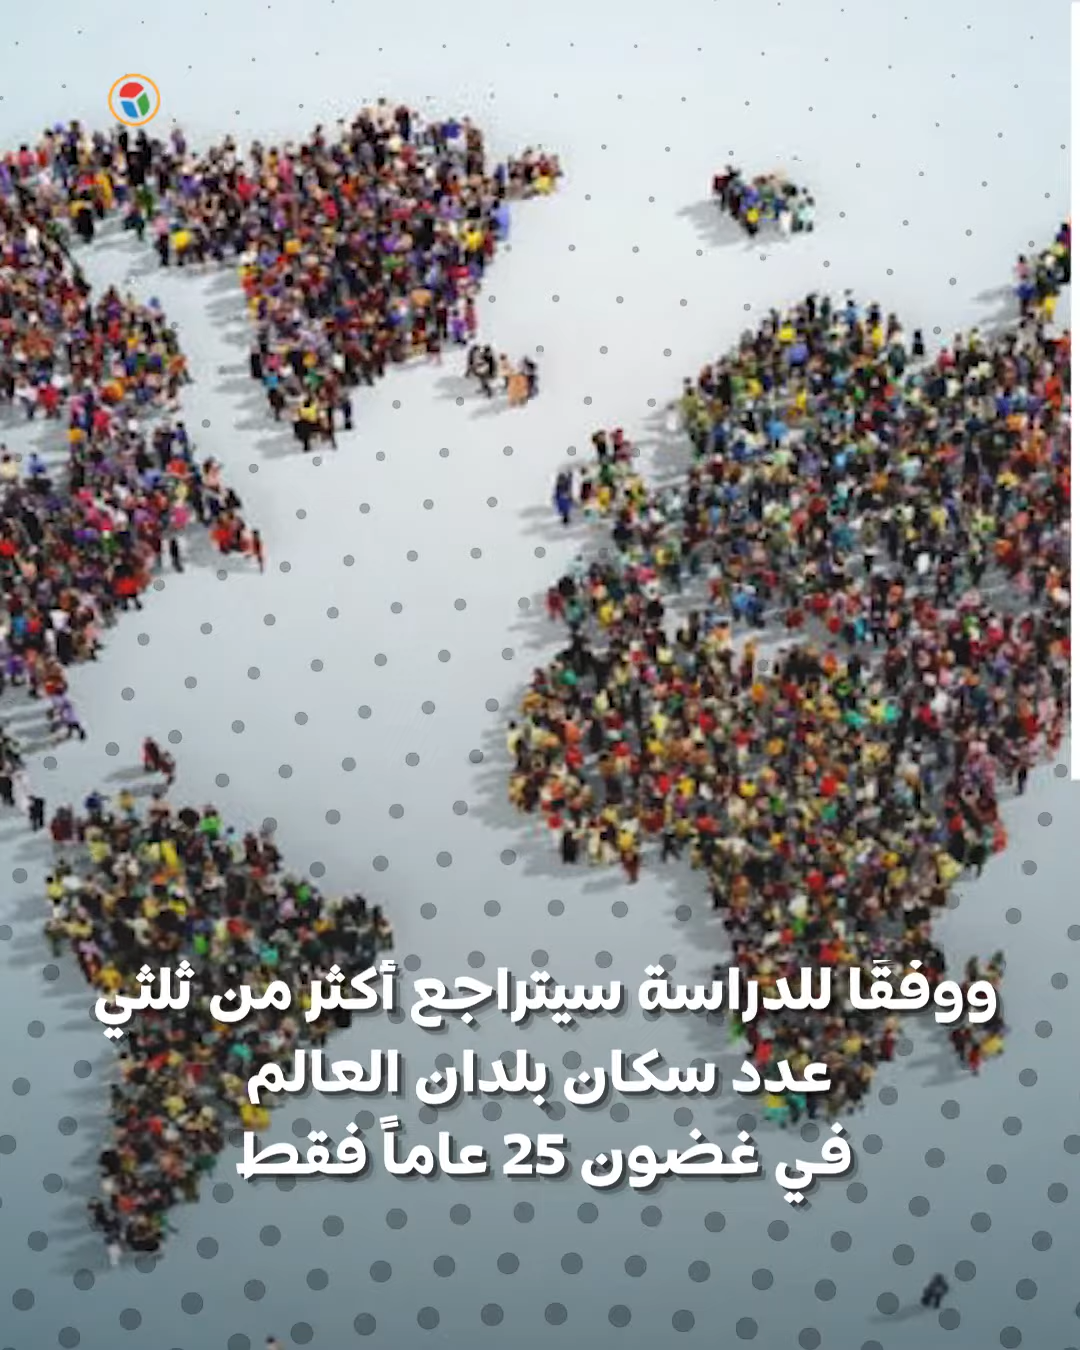 ووفقًا للدراسة سيتراجع أكثر من ثلثي
عدد سكان بلدان العالم
في غضون 25 عاماً فقط